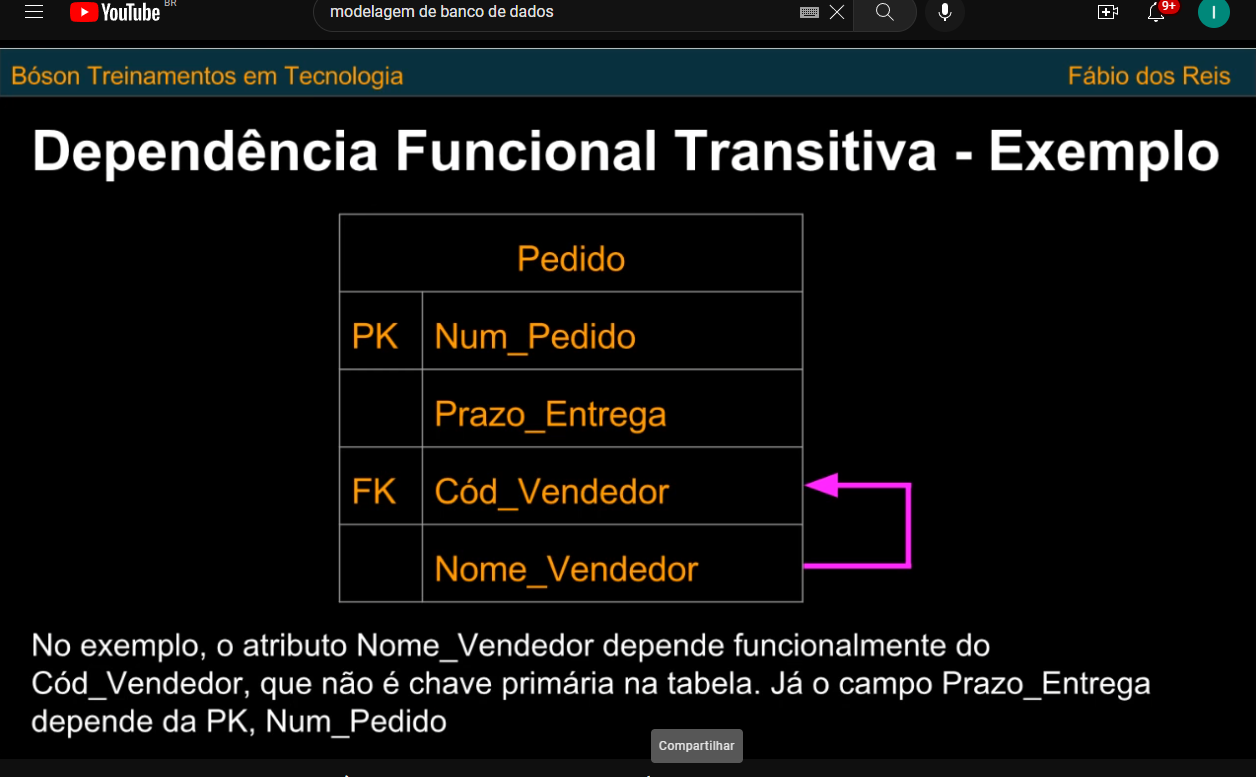 YouTube BR
modelagem de banco de dados
9+
I
Bóson Treinamentos em Tecnologia
Fábio dos Reis
Dependência Funcional Transitiva - Exemplo
Pedido
PK Num_Pedido
Prazo_Entrega
FK Cód_Vendedor
Nome_Vendedor
No exemplo, o atributo Nome_Vendedor depende funcionalmente do
Cód_Vendedor, que não é chave primária na tabela. Já o campo Prazo_Entrega
depende da PK, Num_Pedido
Compartilhar